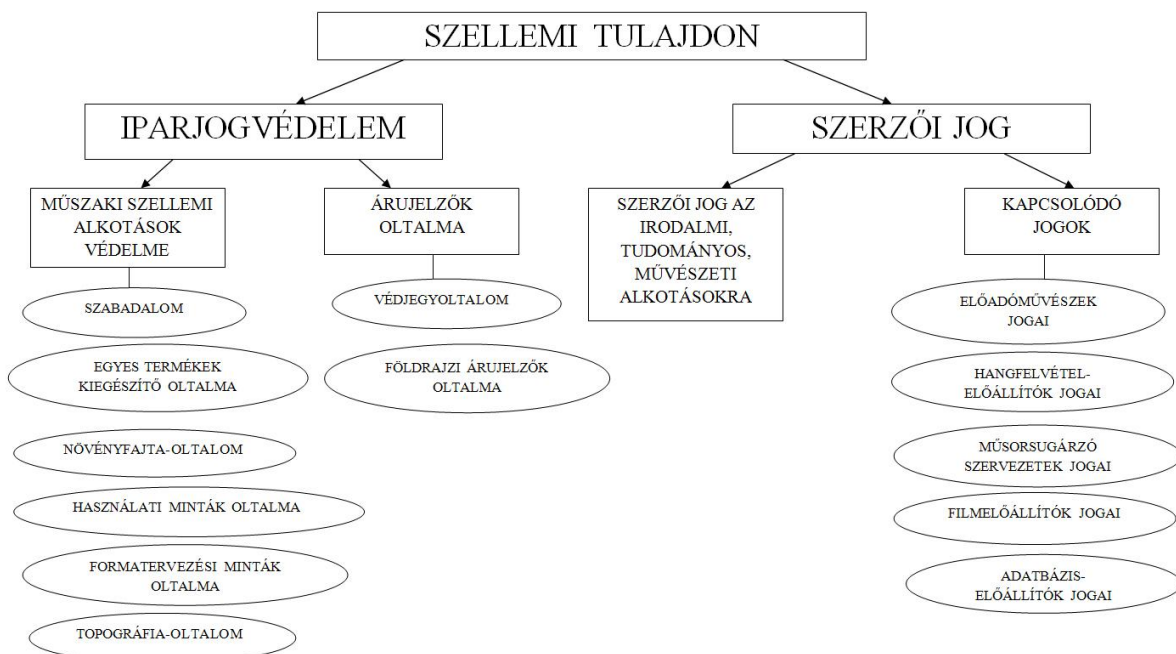 SZELLEMI TULAJDON
IPARJOGVÉDELEM
SZERZŐI JOG
MŰSZAKI SZELLEMI
ALKOTÁSOK
VÉDELME
ÁRUJELZŐK
OLTALMA
SZERZŐI JOG AZ
IRODALMI,
TUDOMÁNYOS,
MŰVÉSZETI
ALKOTÁSOKRA
KAPCSOLÓDÓ
JOGOK
SZABADALOM
EGYES TERMÉKEK
KIEGÉSZÍTŐ OLTALMA
NÖVÉNYFAJTA-OLTALOM
HASZNÁLATI MINTÁK OLTALMA
FORMATERVEZÉSI MINTÁK
OLTALMA
TOPOGRÁFIA-OLTALOM
VÉDJEGYOLTALOM
FÖLDRAJZI ÁRUJELZŐK
OLTALMA
ELŐADÓMŰVÉSZEK
JOGAI
HANGFELVÉTEL-
ELŐÁLLÍTÓK JOGAI
MŰSORSUGÁRZÓ
SZERVEZETEK JOGAI
FILMELŐÁLLÍTÓK JOGAI
ADATBÁZIS-
ELŐÁLLÍTÓK JOGAI